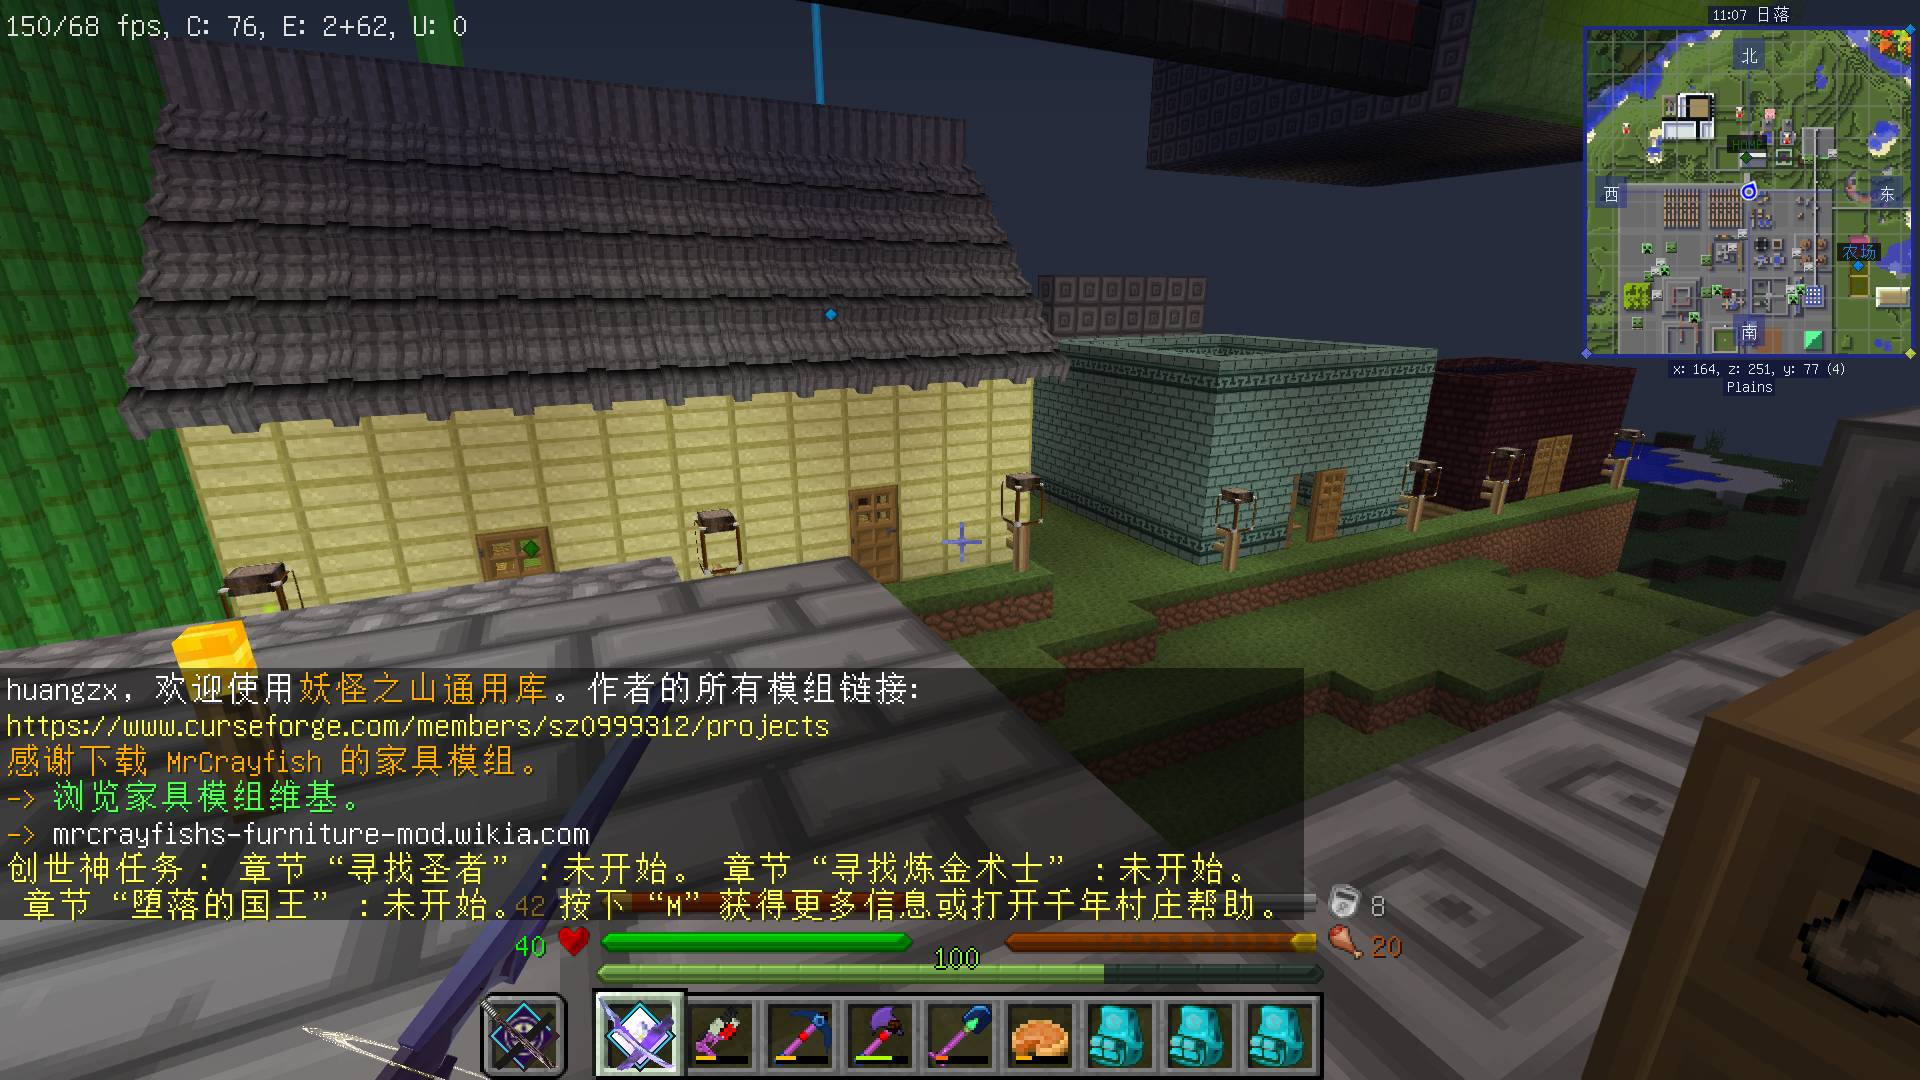 150/68 fps, C: 76, E: 2+62, U: 0
11:07 日落
北
HOME
西
东
农场
南
x: 164, z: 251, y: 77 (4)
Plains
huangzx, 欢迎使用妖怪之山通用库。作者的所有模组链接:
https://www.curseforge.com/members/sz0999312/projects
感谢下载 MrCrayfish 的家具模组。
-> 浏览家具模组维基。
-> mrcrayfishs-furniture-mod.wikia.com
创世神任务： 章节 “寻找圣者” ：未开始。 章节 “寻找炼金术士” ：未开始。
章节 “堕落的国王” ：未开始。按下 “M” 获得更多信息或打开千年村庄帮助。
42
8
40
20
100